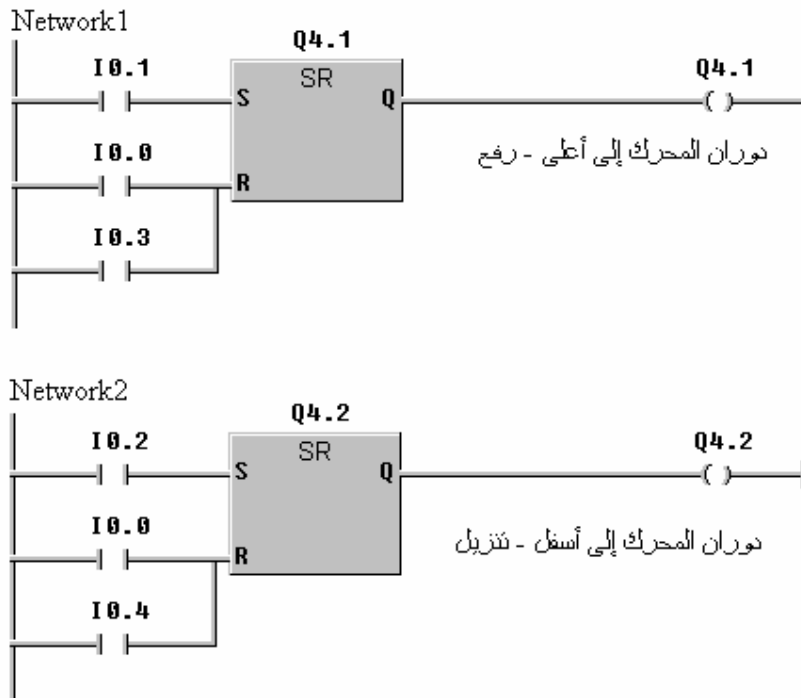 Network1
Q4.1
I0.1
SR
S
Q
Q4.1
I0.0
دوران المحرك إلى أعلى - رفع
R
I0.3
Network2
Q4.2
I0.2
SR
S
Q
Q4.2
I0.0
دوران المحرك إلى أسفل - تنزيل
R
I0.4